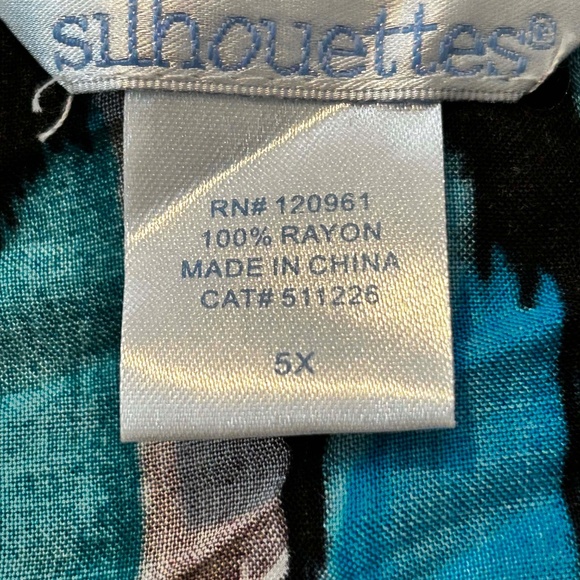 silhouettes®
RN# 120961
100% RAYON
MADE IN CHINA
CAT# 511226
5X